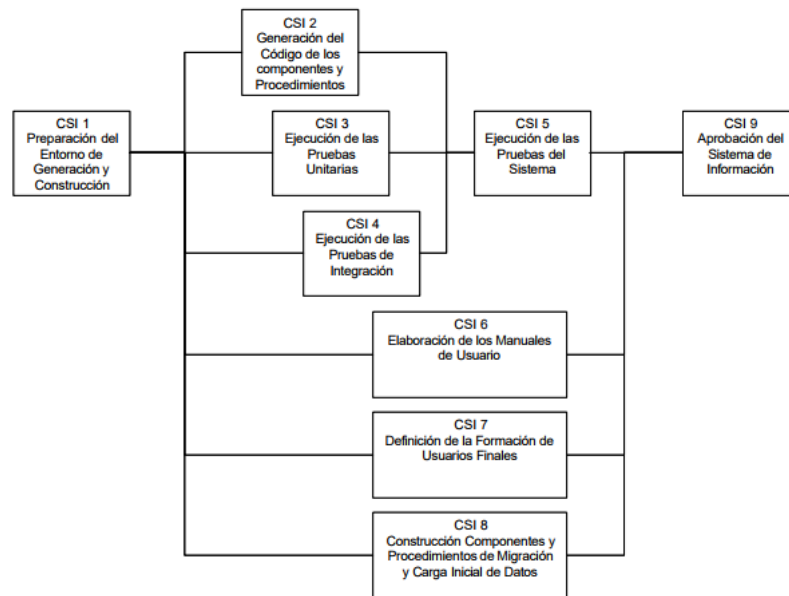 CSI 2
Generación del
Código de los
componentes y
Procedimientos
CSI 1
Preparación del
Entorno de
Generación y
Construcción
CSI 3
Ejecución de las
Pruebas
Unitarias
CSI 5
Ejecución de las
Pruebas del
Sistema
CSI 9
Aprobación del
Sistema de
Información
CSI 4
Ejecución de las
Pruebas de
Integración
CSI 6
Elaboración de los Manuales
de Usuario
CSI 7
Definición de la Formación de
Usuarios Finales
CSI 8
Construcción Componentes y
Procedimientos de Migración
y Carga Inicial de Datos